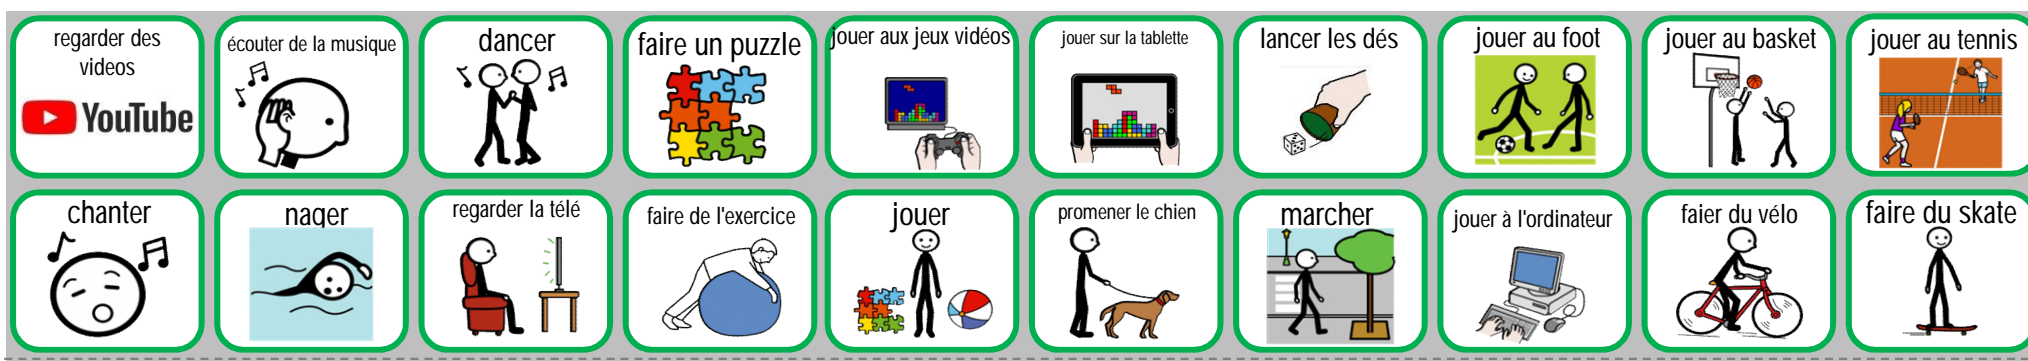 regarder des
videos
YouTube
écouter de la musique
dancer
faire un puzzle
jouer aux jeux vidéos
jouer sur la tablette
lancer les dés
jouer au foot
jouer au basket
jouer au tennis
chanter
nager
regarder la télé
faire de l'exercice
jouer
promener le chien
marcher
jouer à l'ordinateur
faier du vélo
faire du skate